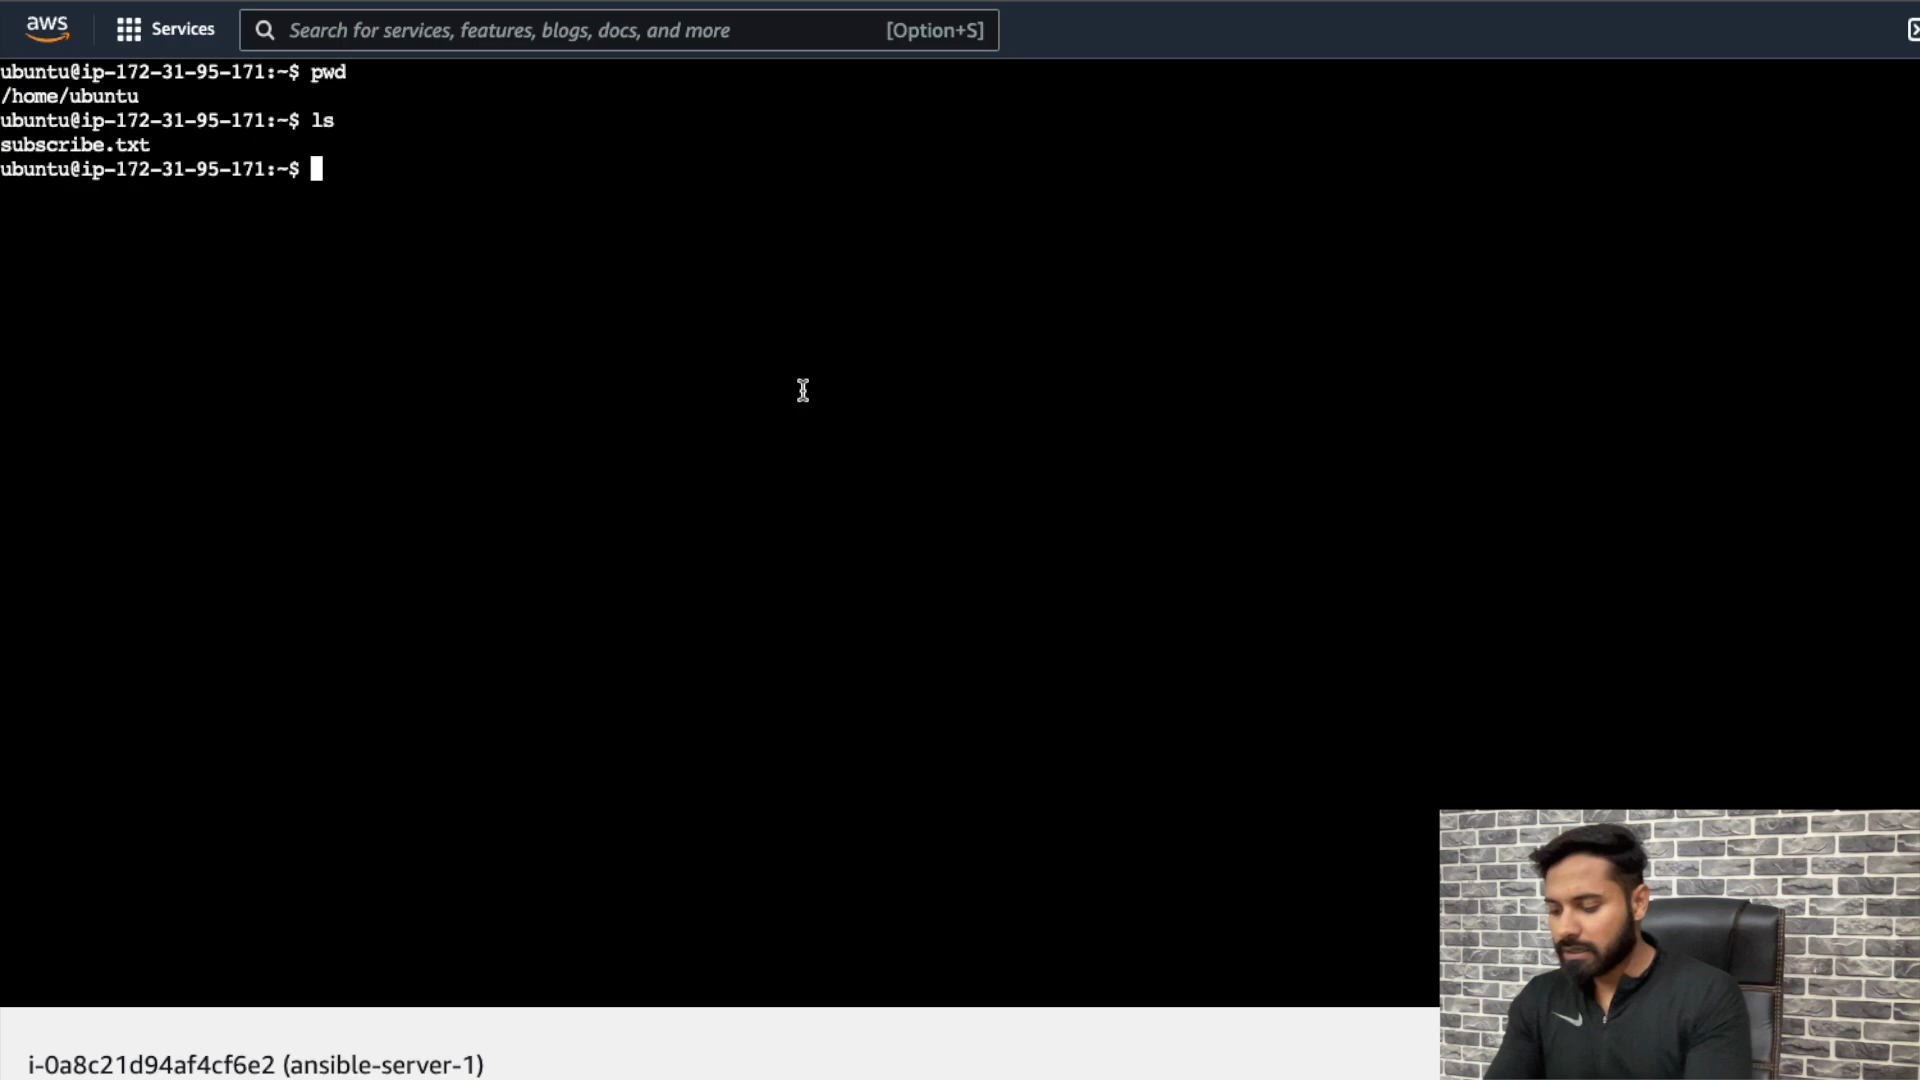 aws
Services
Search for services, features, blogs, docs, and more
[Option+S]
ubuntu@ip-172-31-95-171:~$ pwd
/home/ubuntu
ubuntu@ip-172-31-95-171:~$ ls
subscribe.txt
ubuntu@ip-172-31-95-171:~$
i-0a8c21d94af4cf6e2 (ansible-server-1)